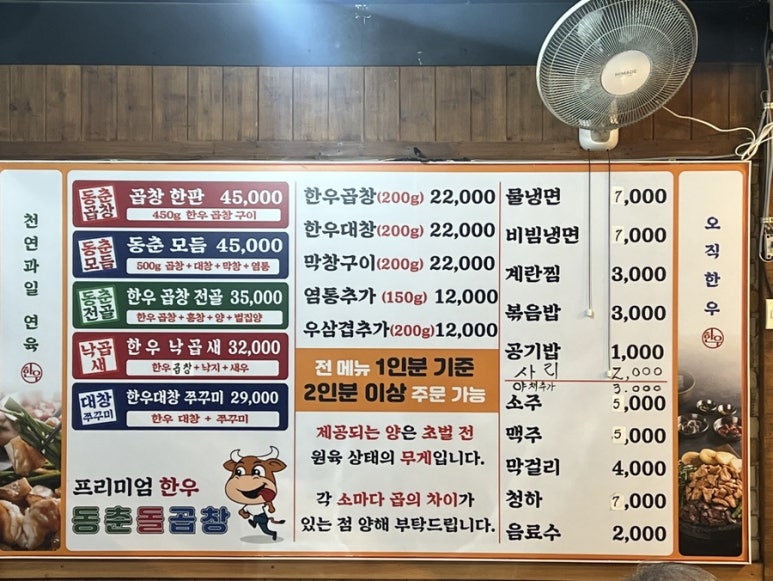 HIMADE
천연과일 연육
동춘곱창 곱창 한판 45,000
450g 한우 곱창 구이
동춘모듬 동춘 모듬 45,000
500g 곱창+대창+막창+염통
동춘전골 한우 곱창 전골 35,000
한우 곱창+홍창+양+벌집양
낙곱새 한우 낙곱새 32,000
한우곱창+낙지+새우
대창쭈꾸미 한우대창 쭈꾸미 29,000
한우 대창 + 쭈꾸미
프리미엄 한우
동춘돌곱창
한우곱창(200g) 22,000
한우대창(200g) 22,000
막창구이(200g) 22,000
염통추가 (150g) 12,000
우삼겹추가(200g)12,000
전 메뉴 1인분 기준
2인분 이상 주문 가능
제공되는 양은 초벌 전
원육 상태의 무게입니다.
각 소마다 곱의 차이가
있는 점 양해 부탁드립니다.
물냉면 7,000
비빔냉면 7,000
계란찜 3,000
볶음밥 3,000
공기밥 1,000
사리 2,000
야채추가 3.000
소주 5,000
맥주 5,000
막걸리 4,000
청하 7,000
음료수 2,000
오직한우
한우